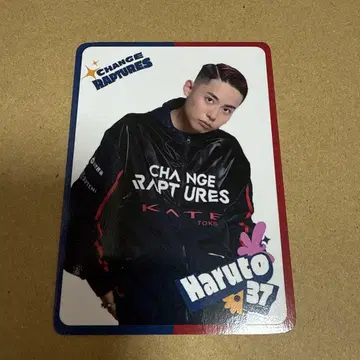 CHANGE
RAPTURES
CHANGE
RAPTURES
KATE
TOKYO
Haruto
37